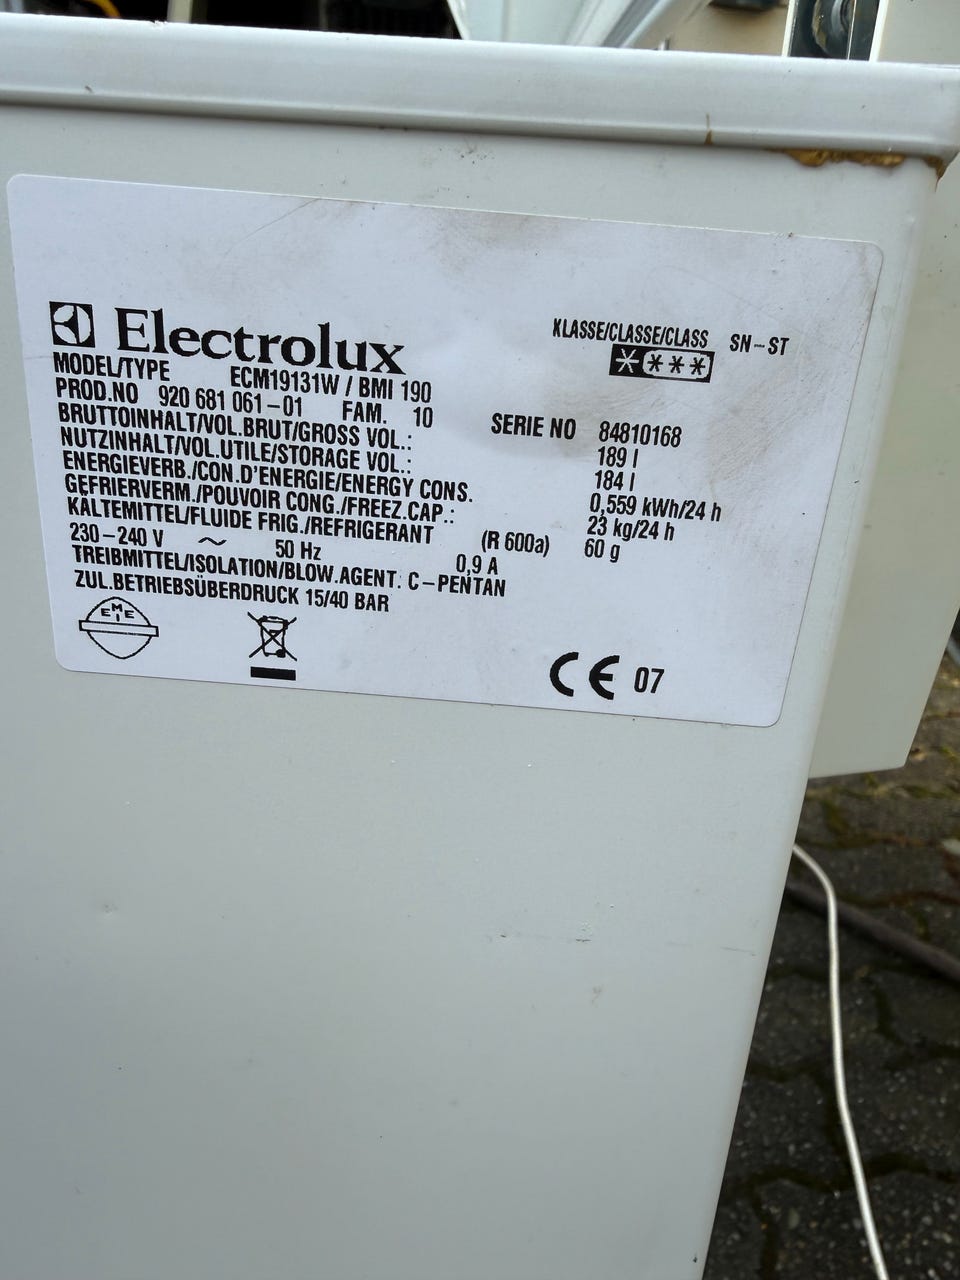 Electrolux
KLASSE/CLASSE/CLASS SN-ST
****
MODEL/TYPE ECM19131W / BMI 190
PROD.NO 920 681 061-01 FAM. 10 SERIE NO 84810168
BRUTTOINHALT/VOL.BRUT/GROSS VOL.: 189 l
NUTZINHALT/VOL.UTILE/STORAGE VOL.: 184 l
ENERGIEVERB./CON.D'ENERGIE/ENERGY CONS. 0,559 kWh/24 h
GEFRIERVERM./POUVOIR CONG./FREEZ.CAP.: 23 kg/24 h
KÄLTEMITTEL/FLUIDE FRIG./REFRIGERANT (R 600a) 60 g
230-240 V ~ 50 Hz 0,9 A
TREIBMITTEL/ISOLATION/BLOW.AGENT. C-PENTAN
ZUL.BETRIEBSÜBERDRUCK 15/40 BAR
EMEI
CE 07